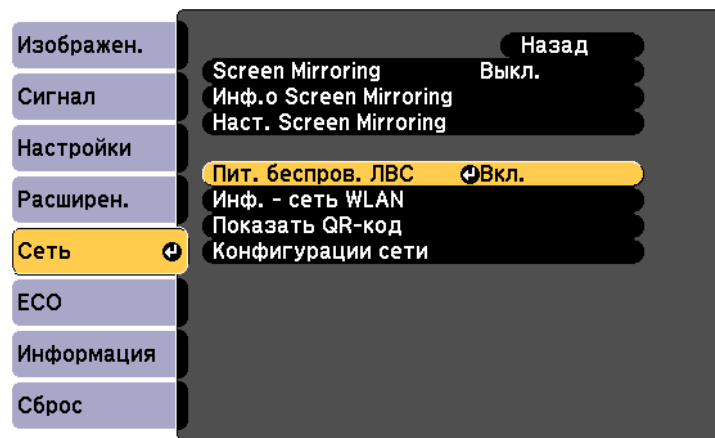 Изображен.
Сигнал
Настройки
Расширен.
Сеть
ECO
Информация
Сброс
Назад
Screen Mirroring Выкл.
Инф.о Screen Mirroring
Наст. Screen Mirroring
Пит. беспров. ЛВС Вкл.
Инф. - сеть WLAN
Показать QR-код
Конфигурации сети